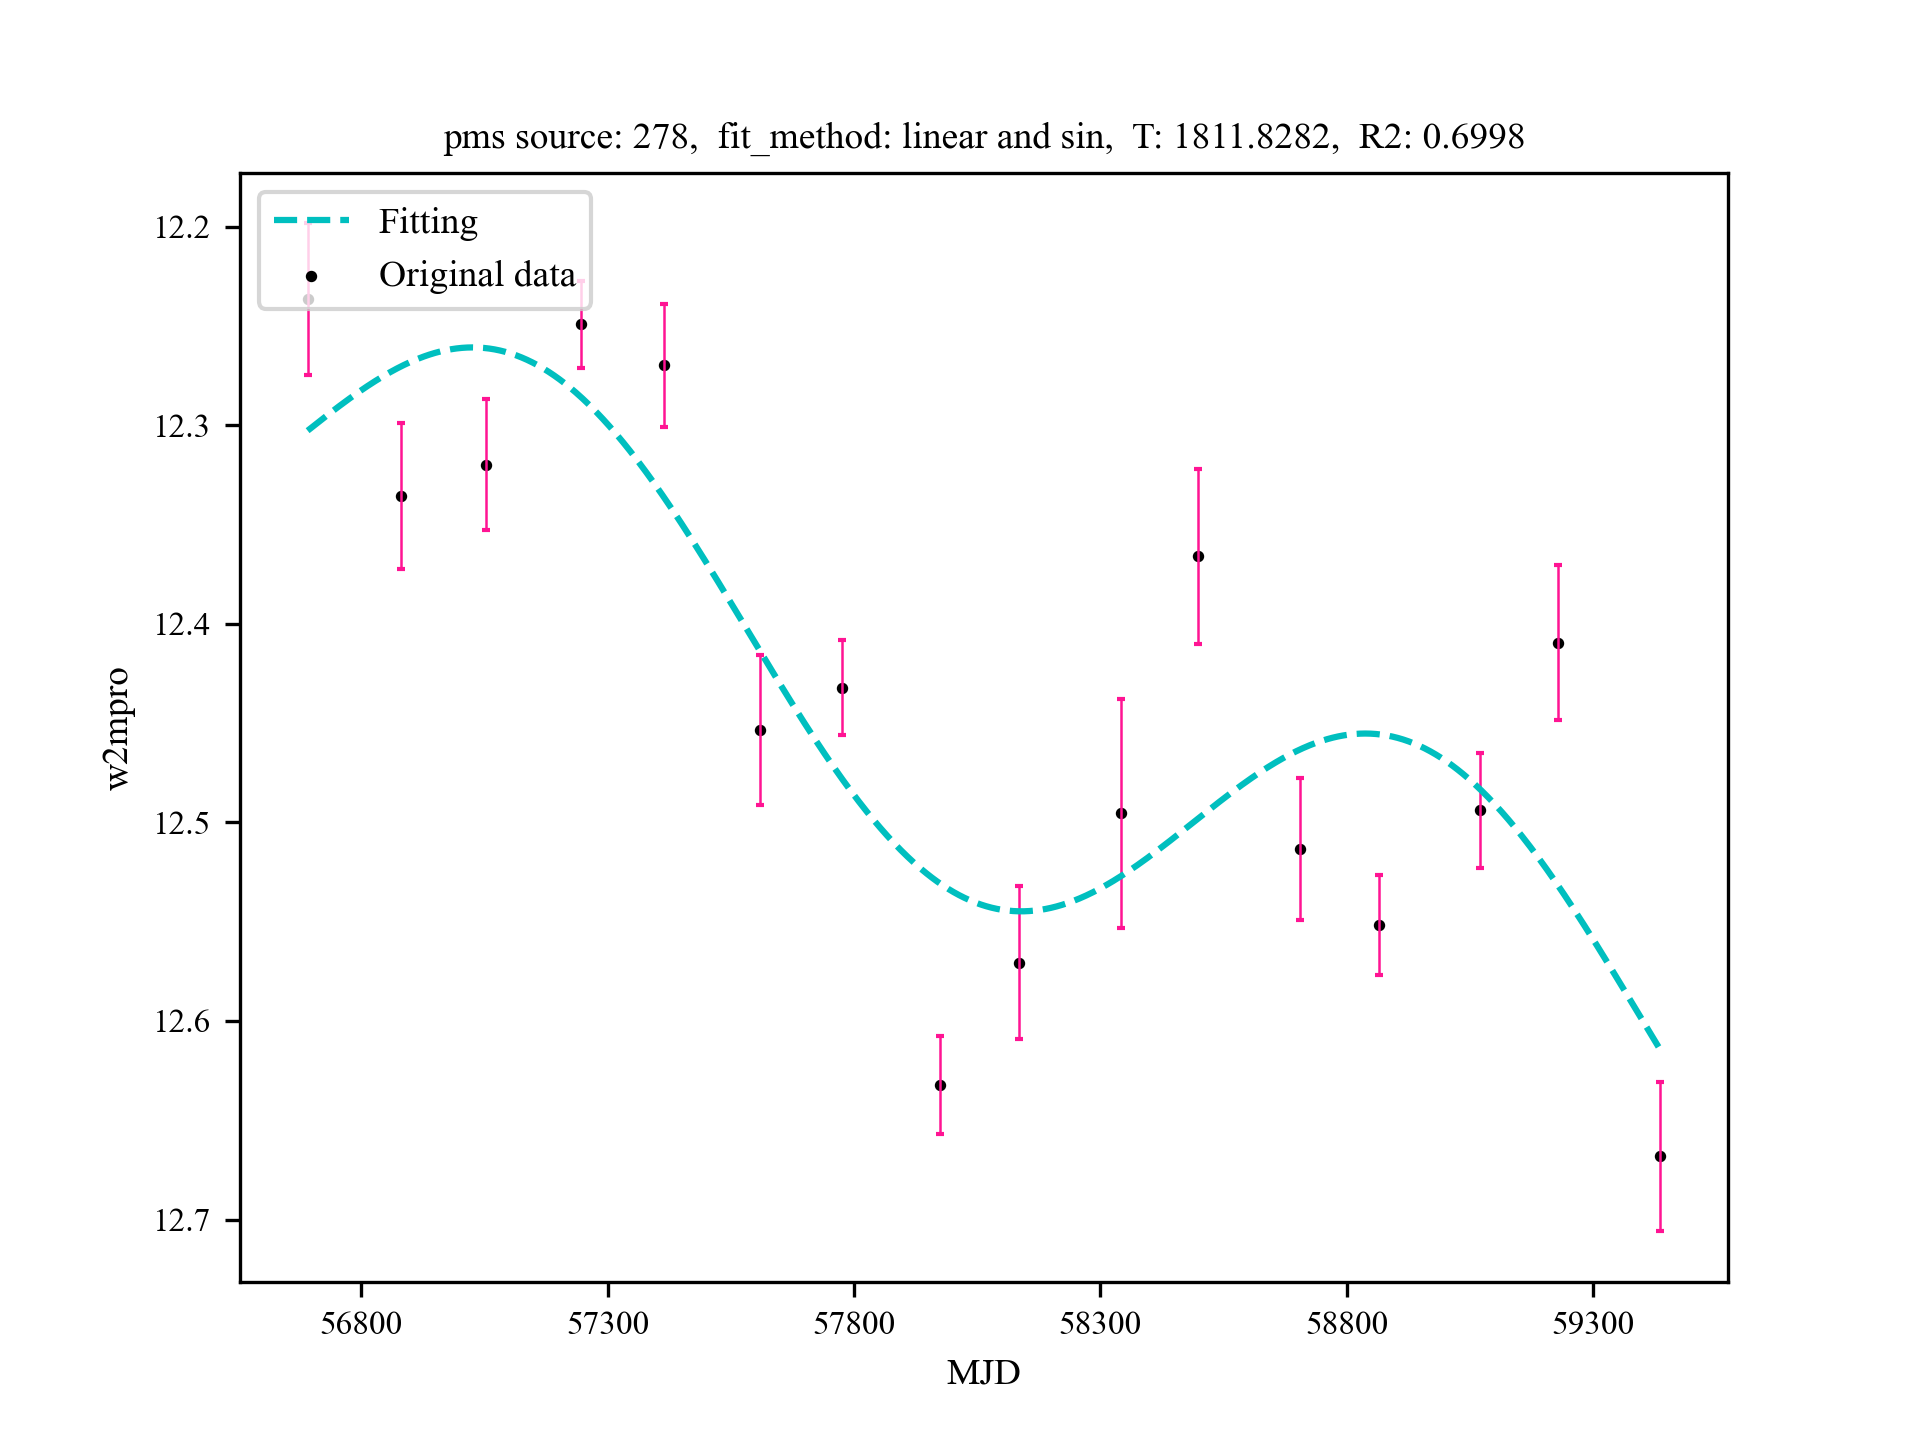 pms source: 278,  fit_method: linear and sin,  T: 1811.8282,  R2: 0.6998
Fitting
Original data
12.2
12.3
12.4
12.5
12.6
12.7
w2mpro
56800
57300
57800
58300
58800
59300
MJD